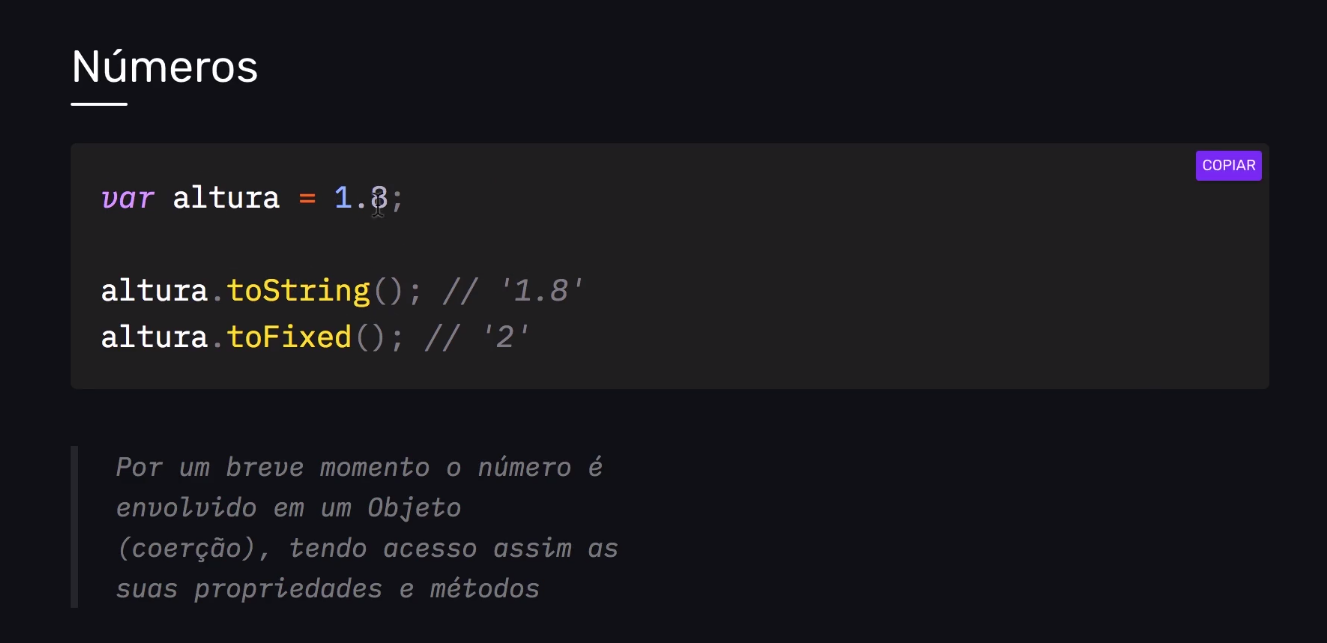 Números
COPIAR
var altura = 1.8;
altura.toString(); // '1.8'
altura.toFixed(); // '2'
Por um breve momento o número é
envolvido em um Objeto
(coerção), tendo acesso assim as
suas propriedades e métodos